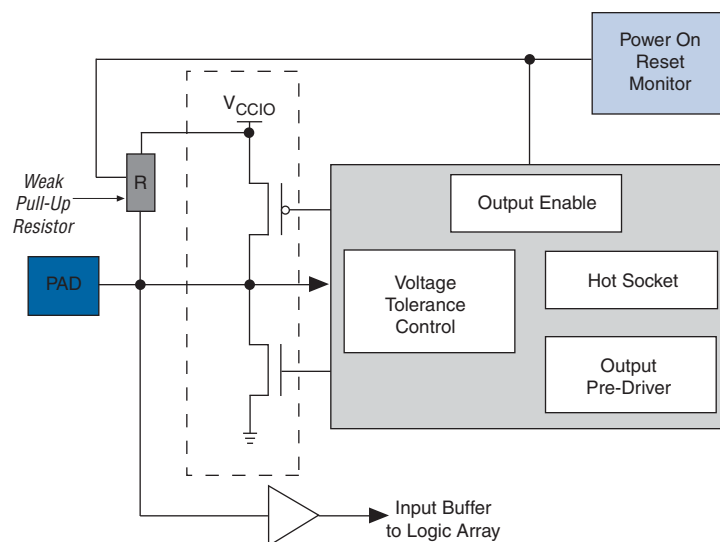 Power On
Reset
Monitor
VCCIO
R
Weak
Pull-Up
Resistor
Output Enable
PAD
Voltage
Tolerance
Control
Hot Socket
Output
Pre-Driver
Input Buffer
to Logic Array